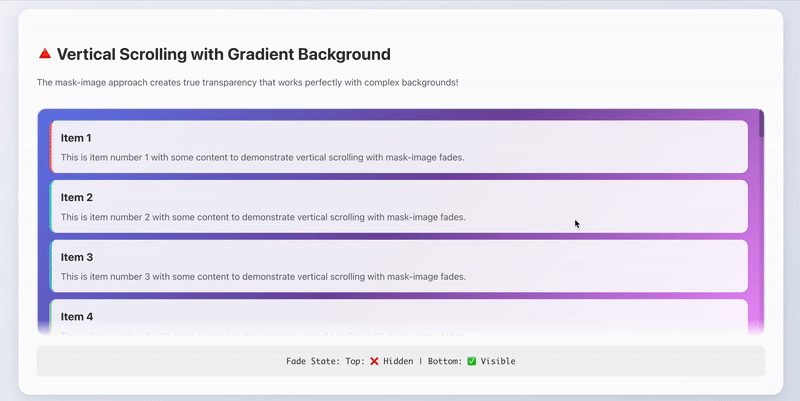 🔺 Vertical Scrolling with Gradient Background
The mask-image approach creates true transparency that works perfectly with complex backgrounds!
Item 1
This is item number 1 with some content to demonstrate vertical scrolling with mask-image fades.
Item 2
This is item number 2 with some content to demonstrate vertical scrolling with mask-image fades.
Item 3
This is item number 3 with some content to demonstrate vertical scrolling with mask-image fades.
Item 4
Fade State: Top: ❌ Hidden | Bottom: ✅ Visible